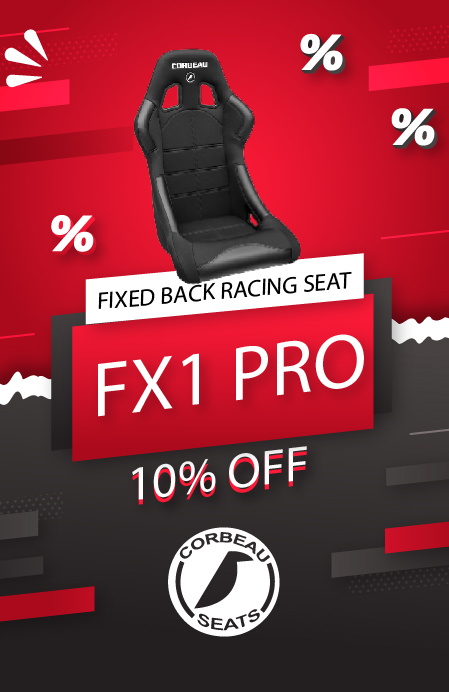 CORBEAU
%
%
%
FIXED BACK RACING SEAT
FX1 PRO
10% OFF
CORBEAU
SEATS